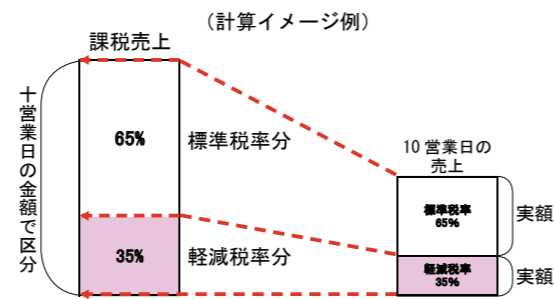 (計算イメージ例)
課税売上
十営業日の金額で区分
65%
標準税率分
35%
軽減税率分
10 営業日の
売上
標準税率
65%
実額
軽減税率
35%
実額